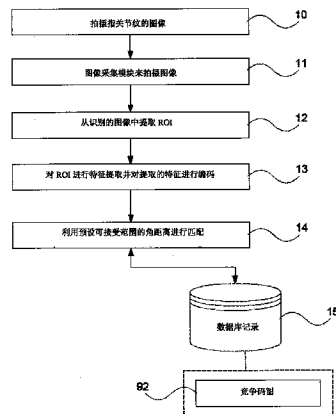 拍摄指关节纹的图像
10
图像采集模块来拍摄图像
11
从识别的图像中提取 ROI
12
对 ROI 进行特征提取并对提取的特征进行编码
13
利用预设可接受范围的角距离进行匹配
14
数据库记录
15
92
竞争码图